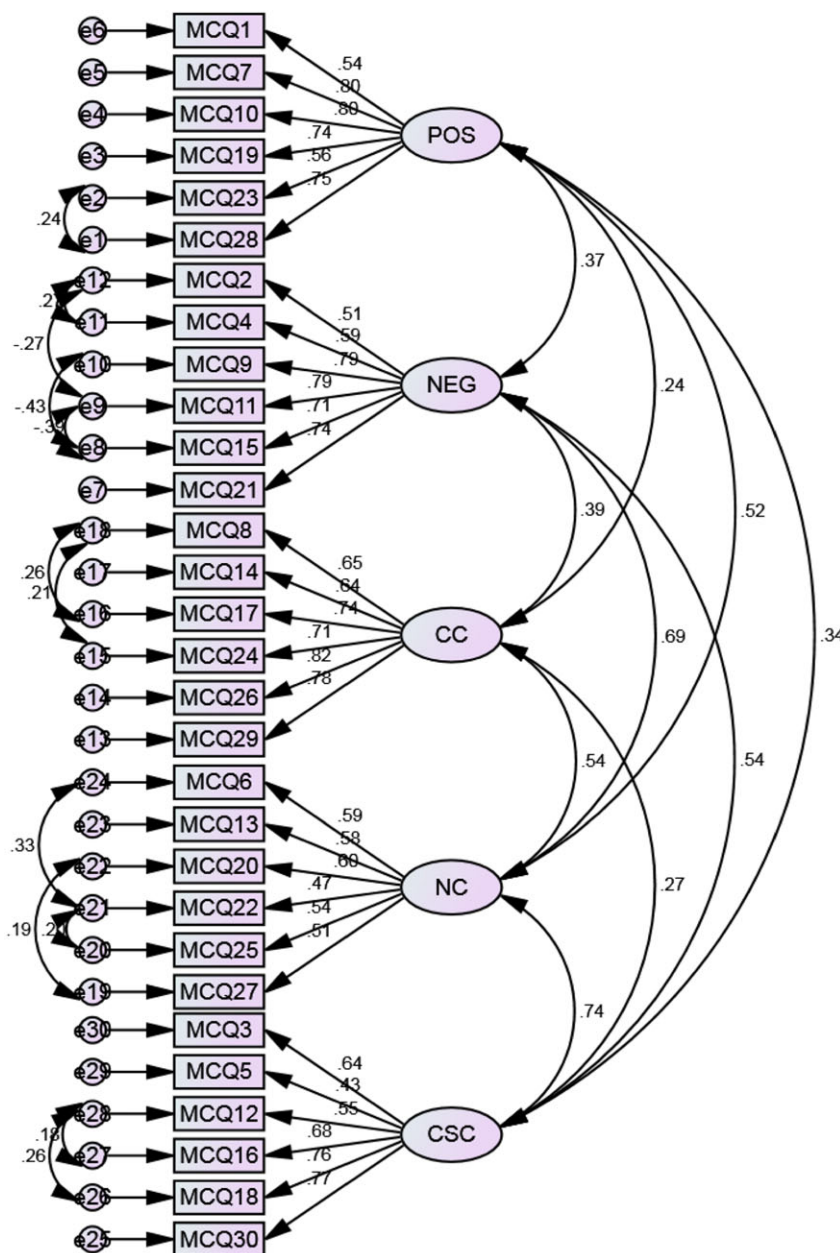 e6 MCQ1
.54
e5 MCQ7
.80
e4 MCQ10
.80
POS
e3 MCQ19
.74
.56
e2 MCQ23
.75
.24
e1 MCQ28
.37
e12 MCQ2
e11 MCQ4
.51
-.27
.59
e10 MCQ9
.79
NEG
.24
e9 MCQ11
.79
-.43
.71
e8 MCQ15
.74
e7 MCQ21
.39
.52
e18 MCQ8
.65
e17 MCQ14
.26
.64
.21
e16 MCQ17
.74
CC
.69
e15 MCQ24
.71
.82
e14 MCQ26
.78
e13 MCQ29
.54
.54
e24 MCQ6
.59
e23 MCQ13
.33
.58
e22 MCQ20
.60
NC
.27
e21 MCQ22
.47
.19
.54
e20 MCQ25
.51
e19 MCQ27
.74
e30 MCQ3
.64
e29 MCQ5
.43
e28 MCQ12
.55
.18
CSC
e27 MCQ16
.68
.26
.76
e26 MCQ18
.77
e25 MCQ30